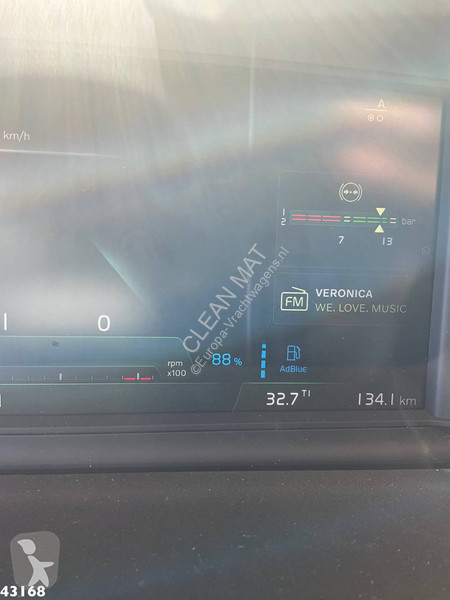 A
km/h
1
2
bar
7 13
FM VERONICA
WE. LOVE. MUSIC
0
rpm
x100
88 %
AdBlue
32.7 TI 134.1 km
CLEAN MAT
©Europa-Vrachtwagens.nl
43168